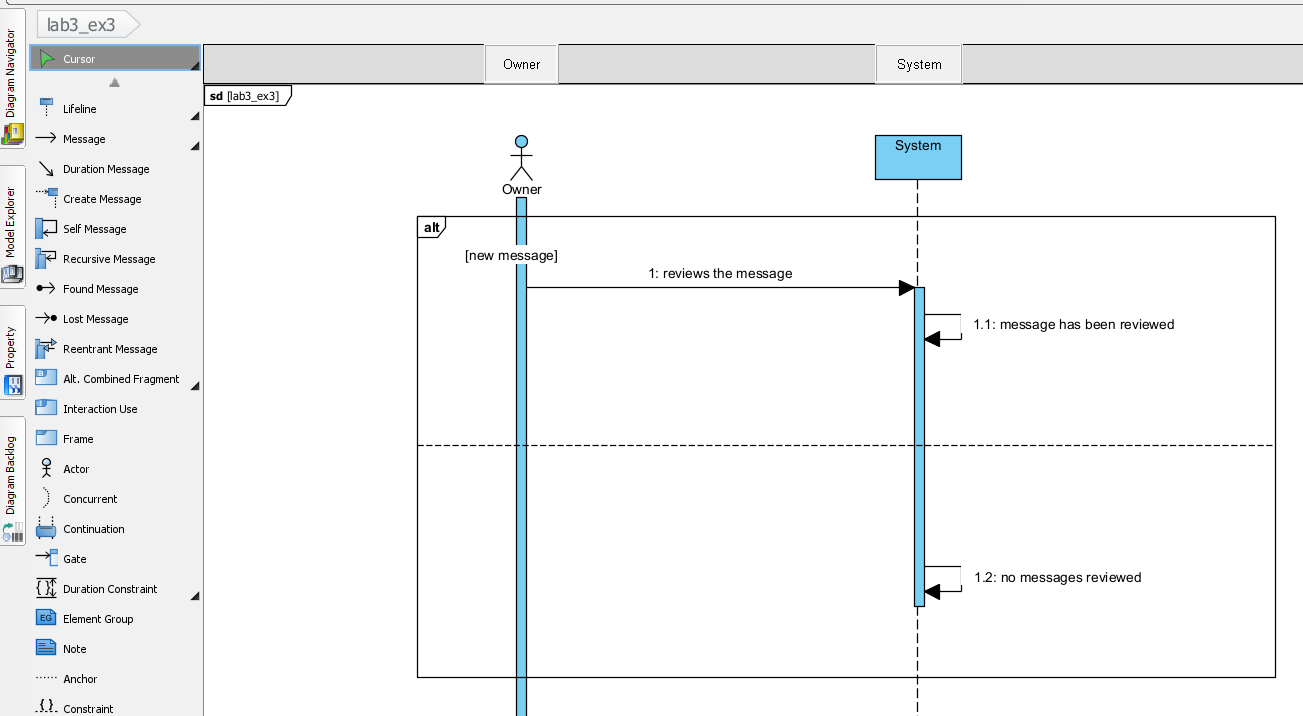 lab3_ex3
Diagram Navigator
Model Explorer
Property
Diagram Backlog
Cursor
Lifeline
Message
Duration Message
Create Message
Self Message
Recursive Message
Found Message
Lost Message
Reentrant Message
Alt. Combined Fragment
Interaction Use
Frame
Actor
Concurrent
Continuation
Gate
Duration Constraint
EG Element Group
Note
Anchor
Constraint
Owner System
sd [lab3_ex3]
System
Owner
alt
[new message]
1: reviews the message
1.1: message has been reviewed
1.2: no messages reviewed